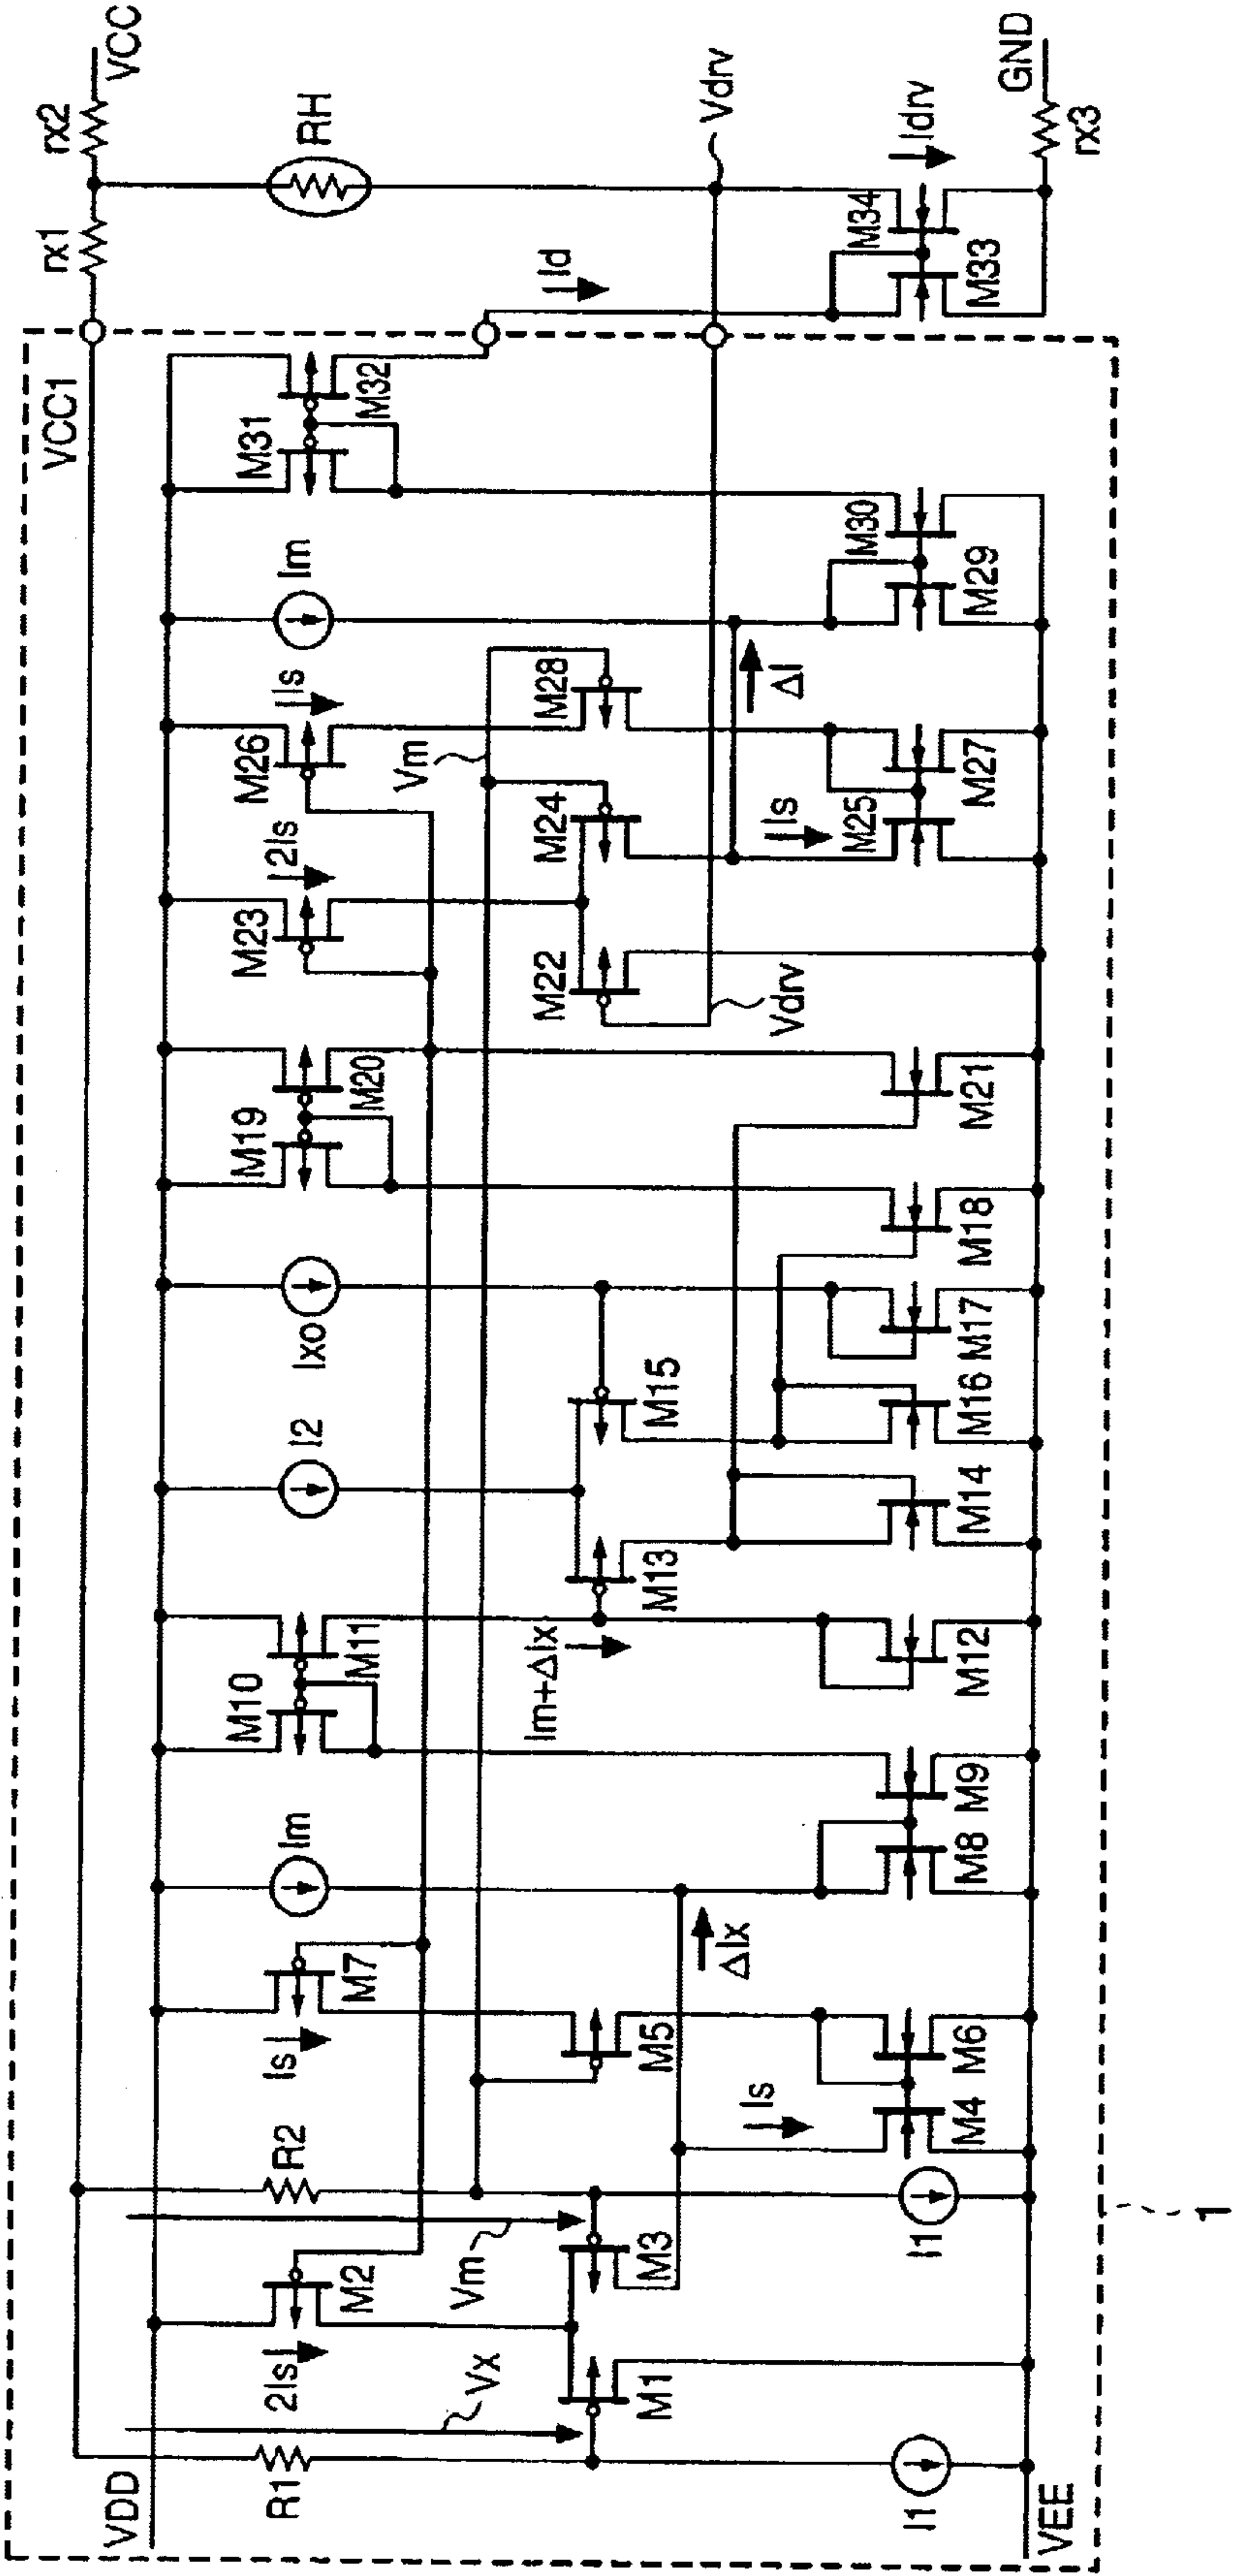 VCC1
rx1
rx2
VCC
VDD
R1
2Is
M2
Vm
R2
Is
M7
Im
M10
M11
Im+ΔIx
I2
Ixo
M19
M20
M23
2Is
M26
Is
Vm
Im
M31
M32
Id
RH
Vx
M1
M3
M5
ΔIx
M13
M15
M22
Vdrv
M24
M28
ΔI
Vdrv
I1
I1
Is
M4
M6
M8
M9
M12
M14
M16
M17
M18
M21
Is
M25
M27
M29
M30
M33
M34
Idrv
GND
rx3
VEE
1